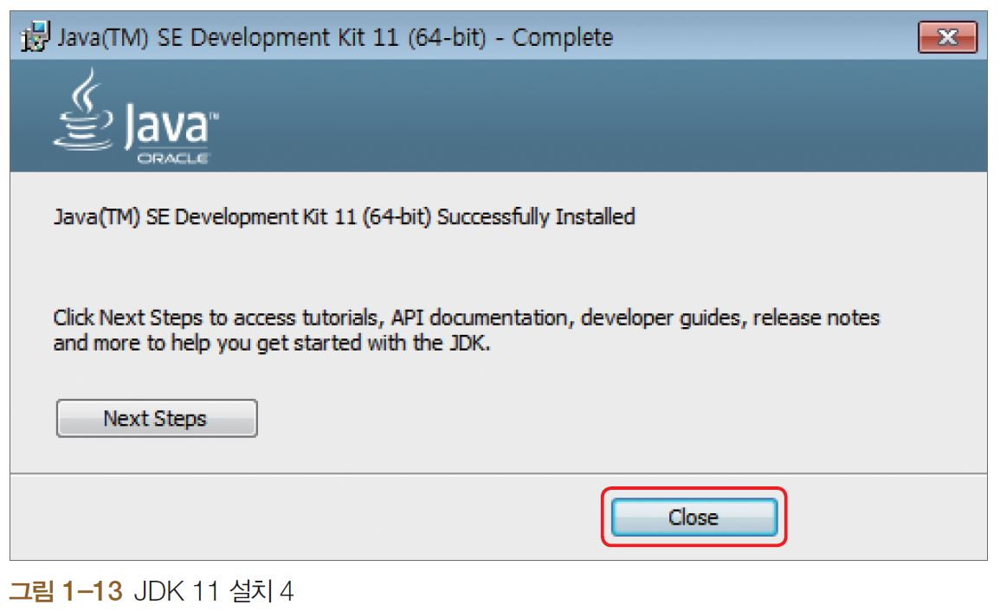 Java(TM) SE Development Kit 11 (64-bit) - Complete
Java™
ORACLE
Java(TM) SE Development Kit 11 (64-bit) Successfully Installed
Click Next Steps to access tutorials, API documentation, developer guides, release notes
and more to help you get started with the JDK.
Next Steps
Close
그림 1–13 JDK 11 설치 4